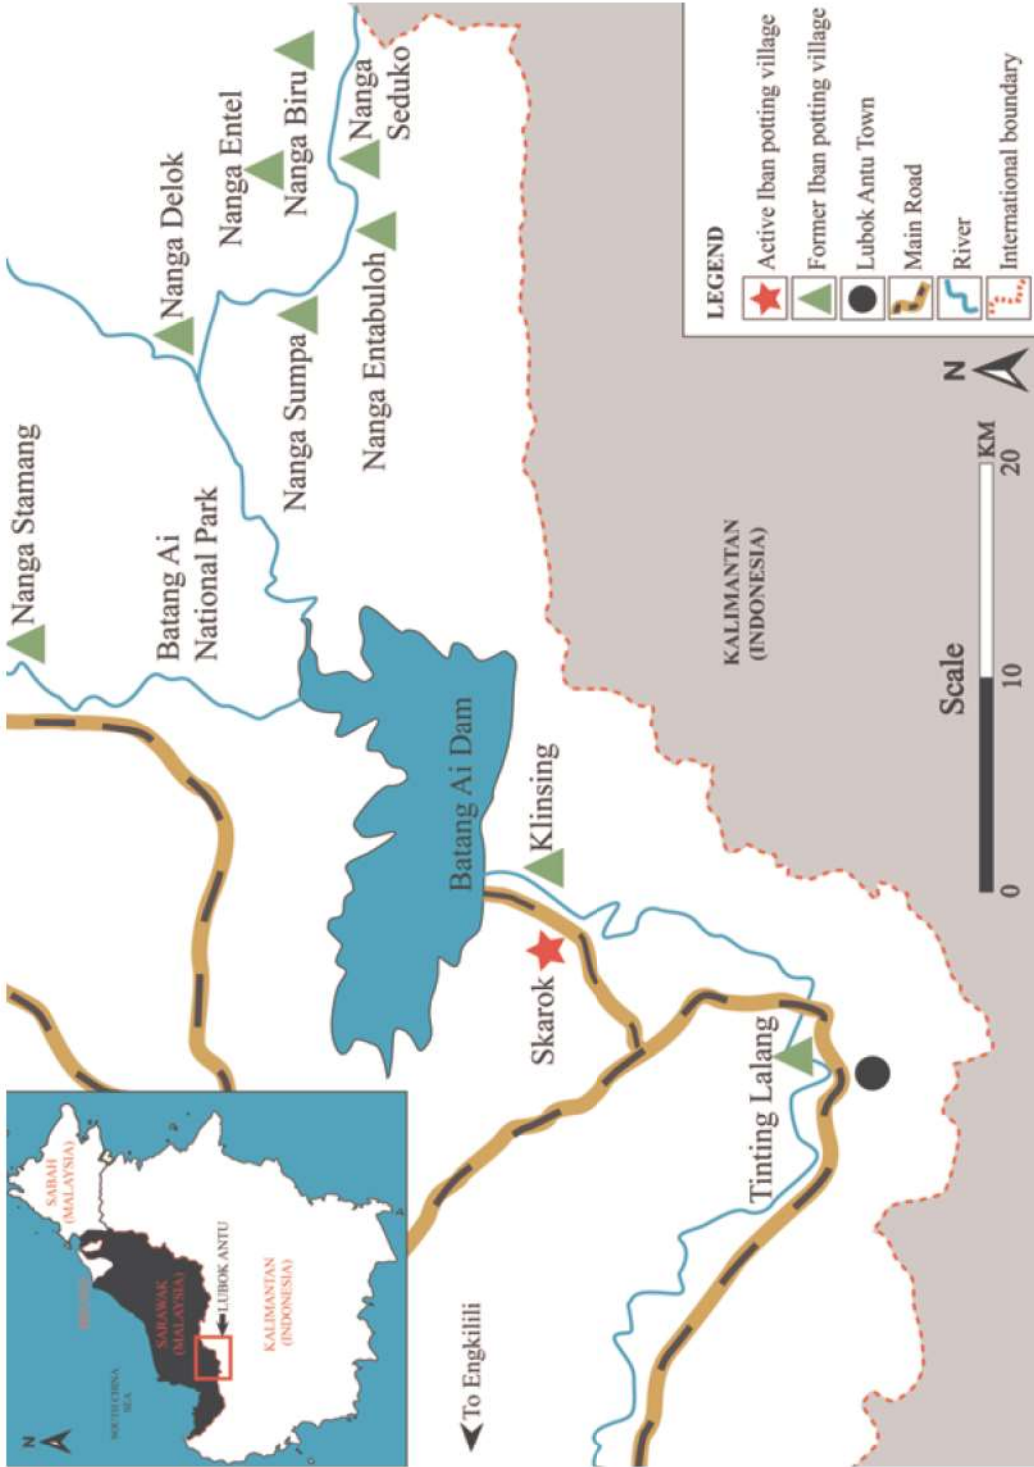 Nanga Stamang
Batang Ai
National Park
Nanga Delok
Nanga Entel
Nanga Biru
Nanga
Seduko
Nanga Sumpa
Nanga Entabuloh
Batang Ai Dam
Klinsing
Skarok
Tinting Lalang
To Engkilili
KALIMANTAN
(INDONESIA)
N
SABAH
(MALAYSIA)
SARAWAK
(MALAYSIA)
SOUTH CHINA
SEA
LUBOK ANTU
KALIMANTAN
(INDONESIA)
Scale
0 10 20
KM
N
LEGEND
Active Iban potting village
Former Iban potting village
Lubok Antu Town
Main Road
River
International boundary